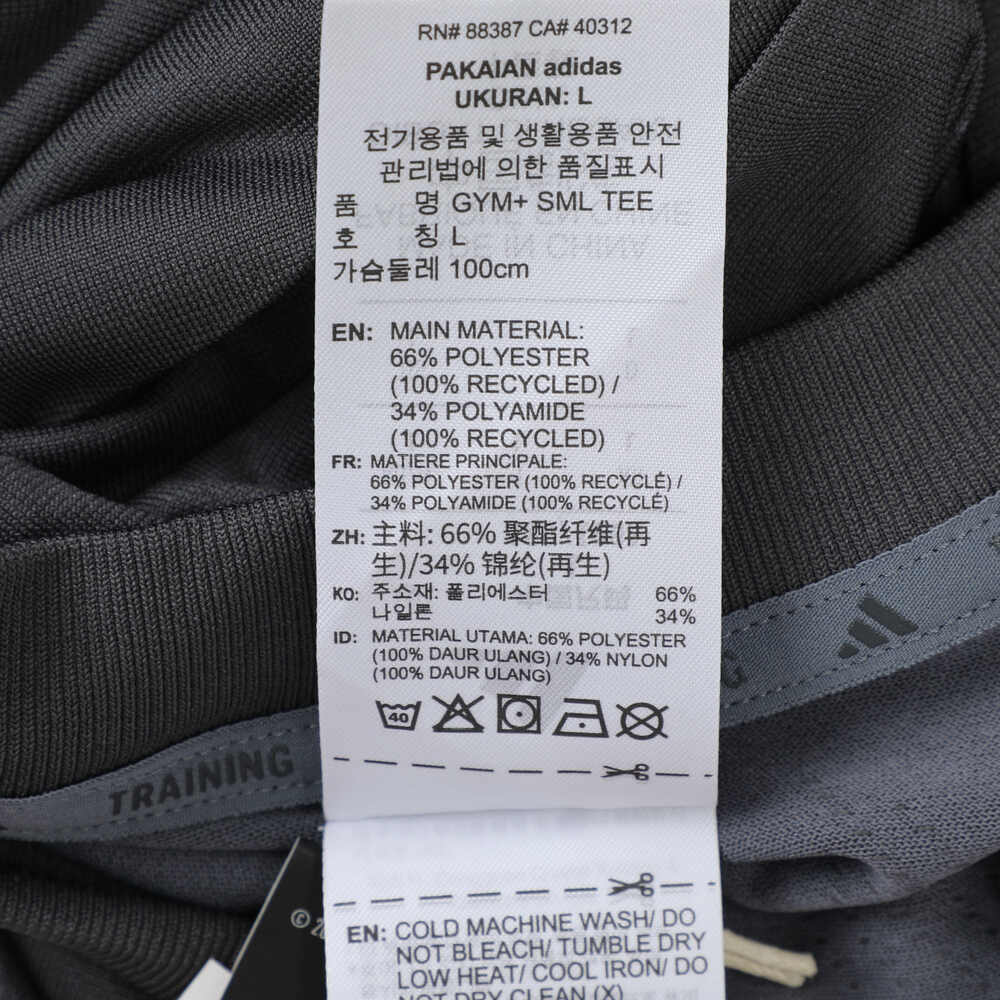 RN# 88387 CA# 40312
PAKAIAN adidas
UKURAN: L
전기용품 및 생활용품 안전
관리법에 의한 품질표시
품 명 GYM+ SML TEE
호 칭 L
가슴둘레 100cm
EN: MAIN MATERIAL:
66% POLYESTER
(100% RECYCLED) /
34% POLYAMIDE
(100% RECYCLED)
FR: MATIERE PRINCIPALE:
66% POLYESTER (100% RECYCLÉ) /
34% POLYAMIDE (100% RECYCLÉ)
ZH: 主料: 66% 聚酯纤维(再
生)/34% 锦纶(再生)
KO: 주소재: 폴리에스터 66%
나일론 34%
ID: MATERIAL UTAMA: 66% POLYESTER
(100% DAUR ULANG) / 34% NYLON
(100% DAUR ULANG)
40
TRAINING
EN: COLD MACHINE WASH/ DO
NOT BLEACH/ TUMBLE DRY
LOW HEAT/ COOL IRON/ DO
NOT DRY CLEAN (X)